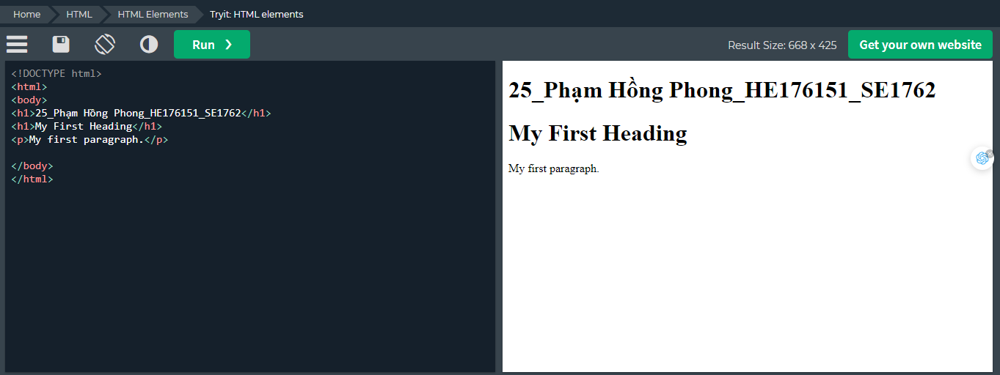 Home HTML HTML Elements Tryit: HTML elements
Run ❯ Result Size: 668 x 425 Get your own website
<!DOCTYPE html>
<html>
<body>
<h1>25_Phạm Hồng Phong_HE176151_SE1762</h1>
<h1>My First Heading</h1>
<p>My first paragraph.</p>
</body>
</html>
25_Phạm Hồng Phong_HE176151_SE1762
My First Heading
My first paragraph.